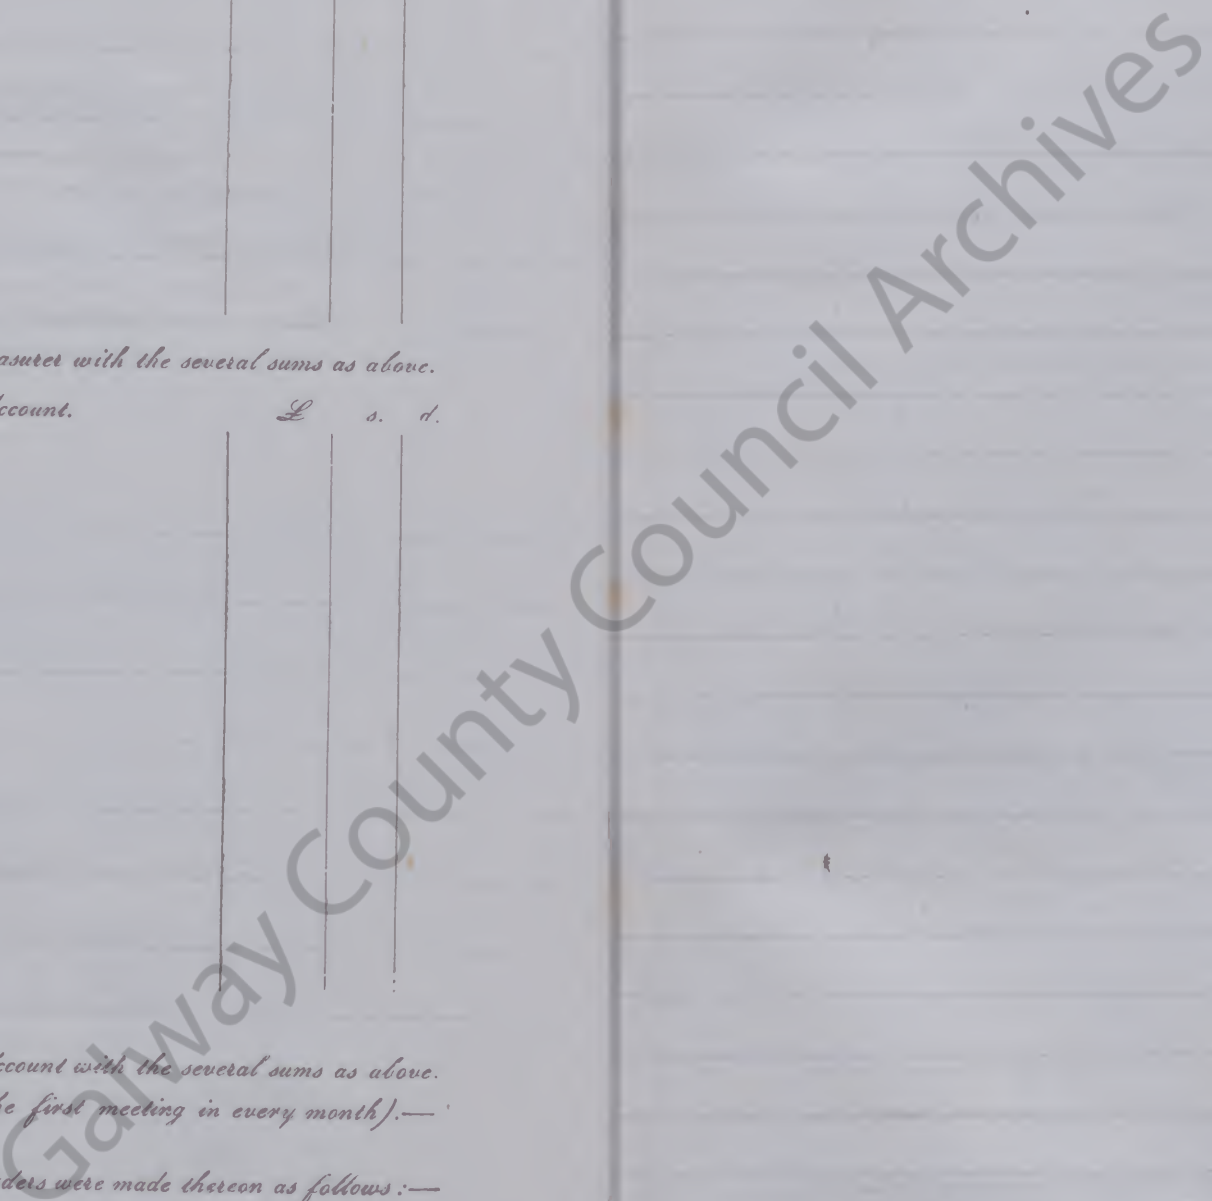 asurer with the several sums as above.
ccount. £ s. d.
ccount with the several sums as above.
he first meeting in every month).—
ders were made thereon as follows:—
Galway County Council Archives